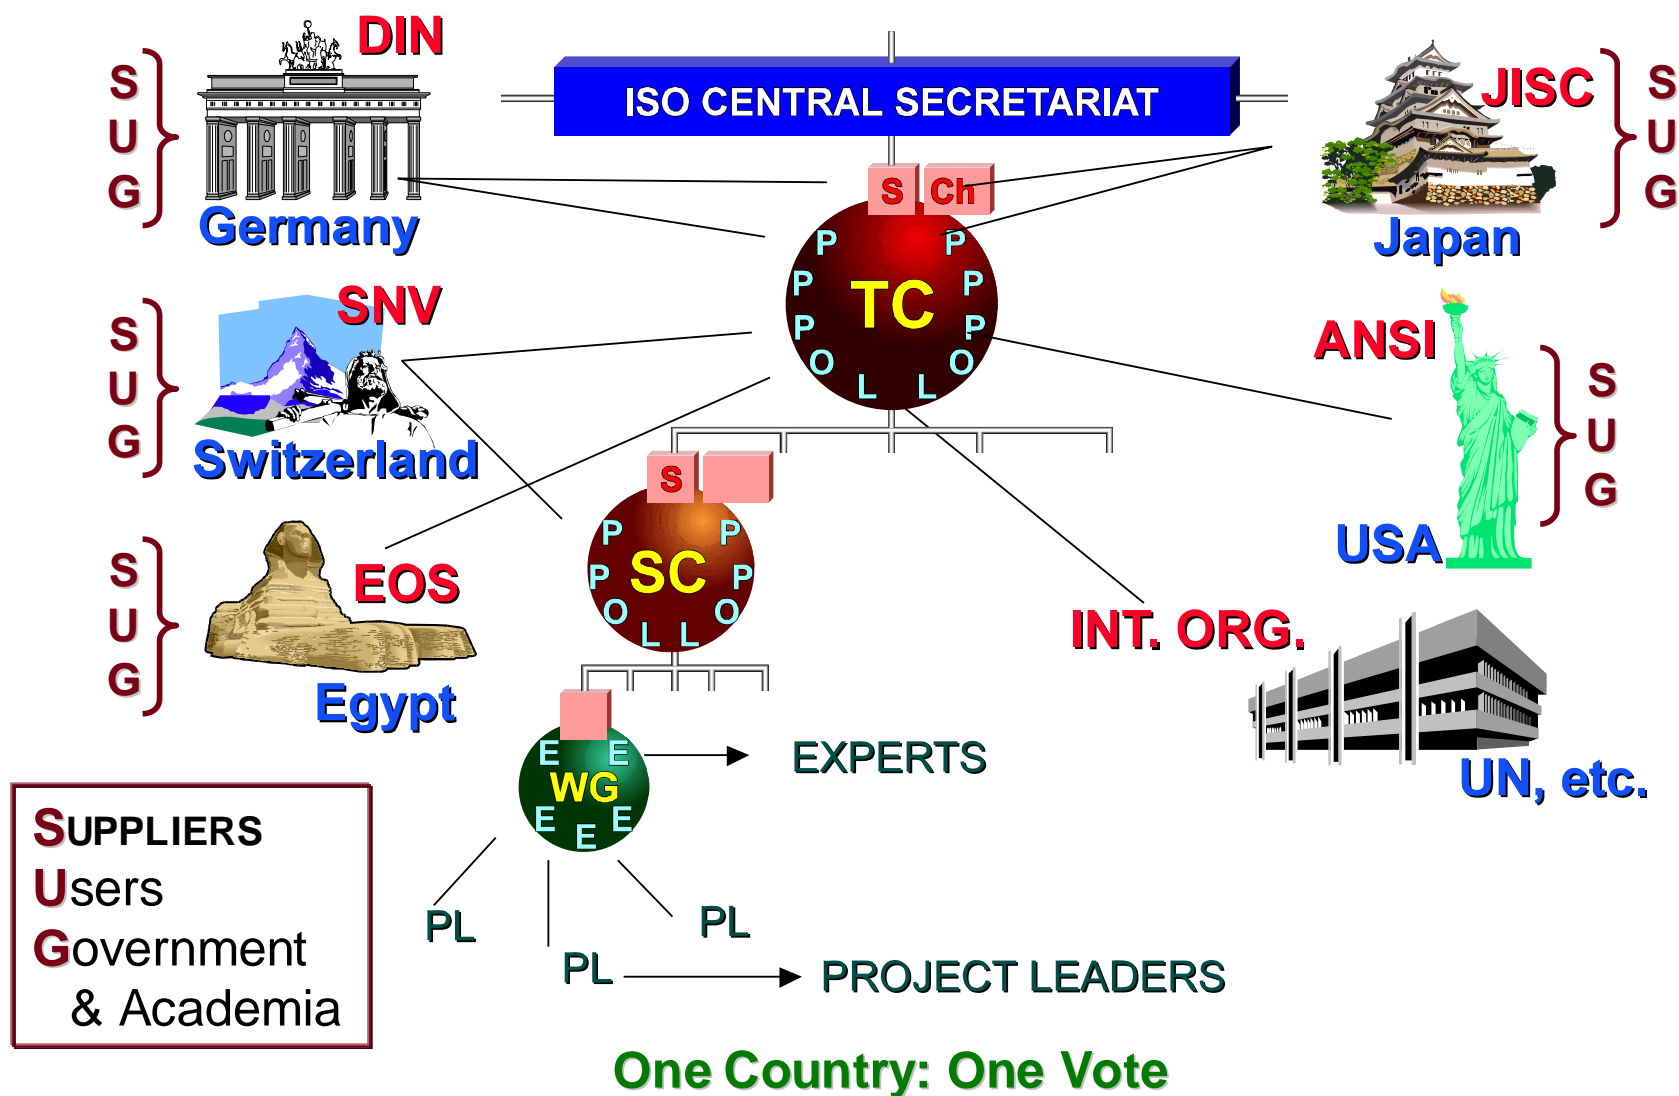 DIN
S
U
G
Germany
ISO CENTRAL SECRETARIAT
JISC
S
U
G
Japan
S Ch
P P
P P
TC
P P
O O
L L
SNV
S
U
G
Switzerland
ANSI
S
U
G
USA
S
P P
SC
P P
O O
L L
EOS
S
U
G
Egypt
INT. ORG.
UN, etc.
E E
WG
E E
E
EXPERTS
PL
PL
PL
PROJECT LEADERS
SUPPLIERS
Users
Government
& Academia
One Country: One Vote